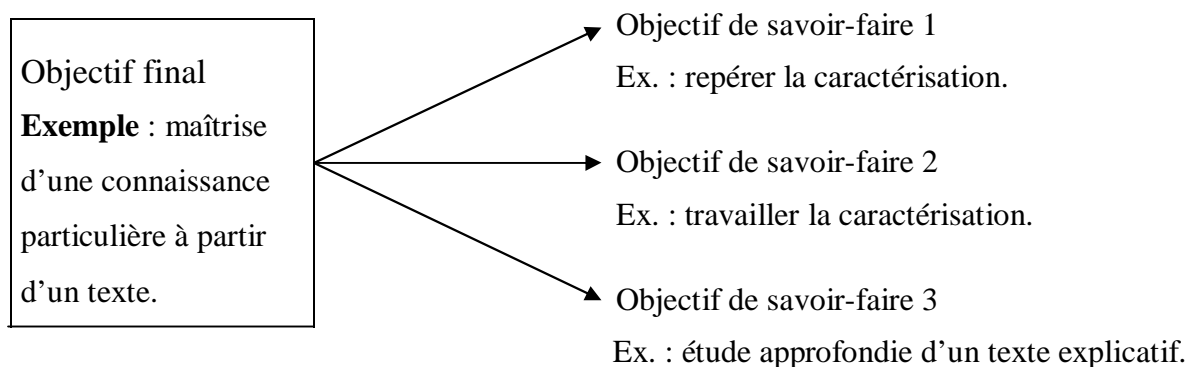 Objectif final
Exemple : maîtrise
d’une connaissance
particulière à partir
d’un texte.
Objectif de savoir-faire 1
Ex. : repérer la caractérisation.
Objectif de savoir-faire 2
Ex. : travailler la caractérisation.
Objectif de savoir-faire 3
Ex. : étude approfondie d’un texte explicatif.